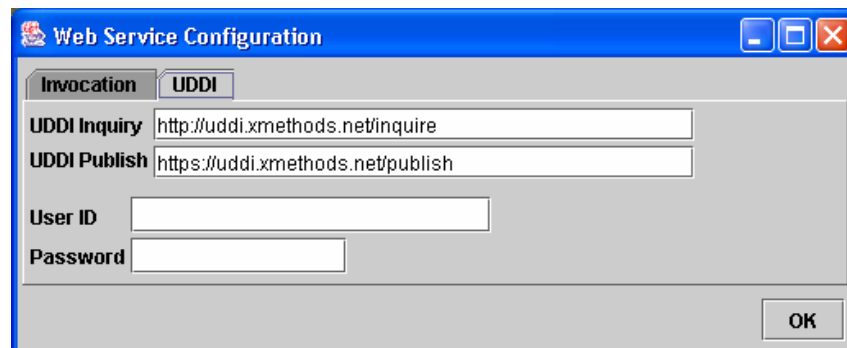 Web Service Configuration
Invocation UDDI
UDDI Inquiry http://uddi.xmethods.net/inquire
UDDI Publish https://uddi.xmethods.net/publish
User ID
Password
OK